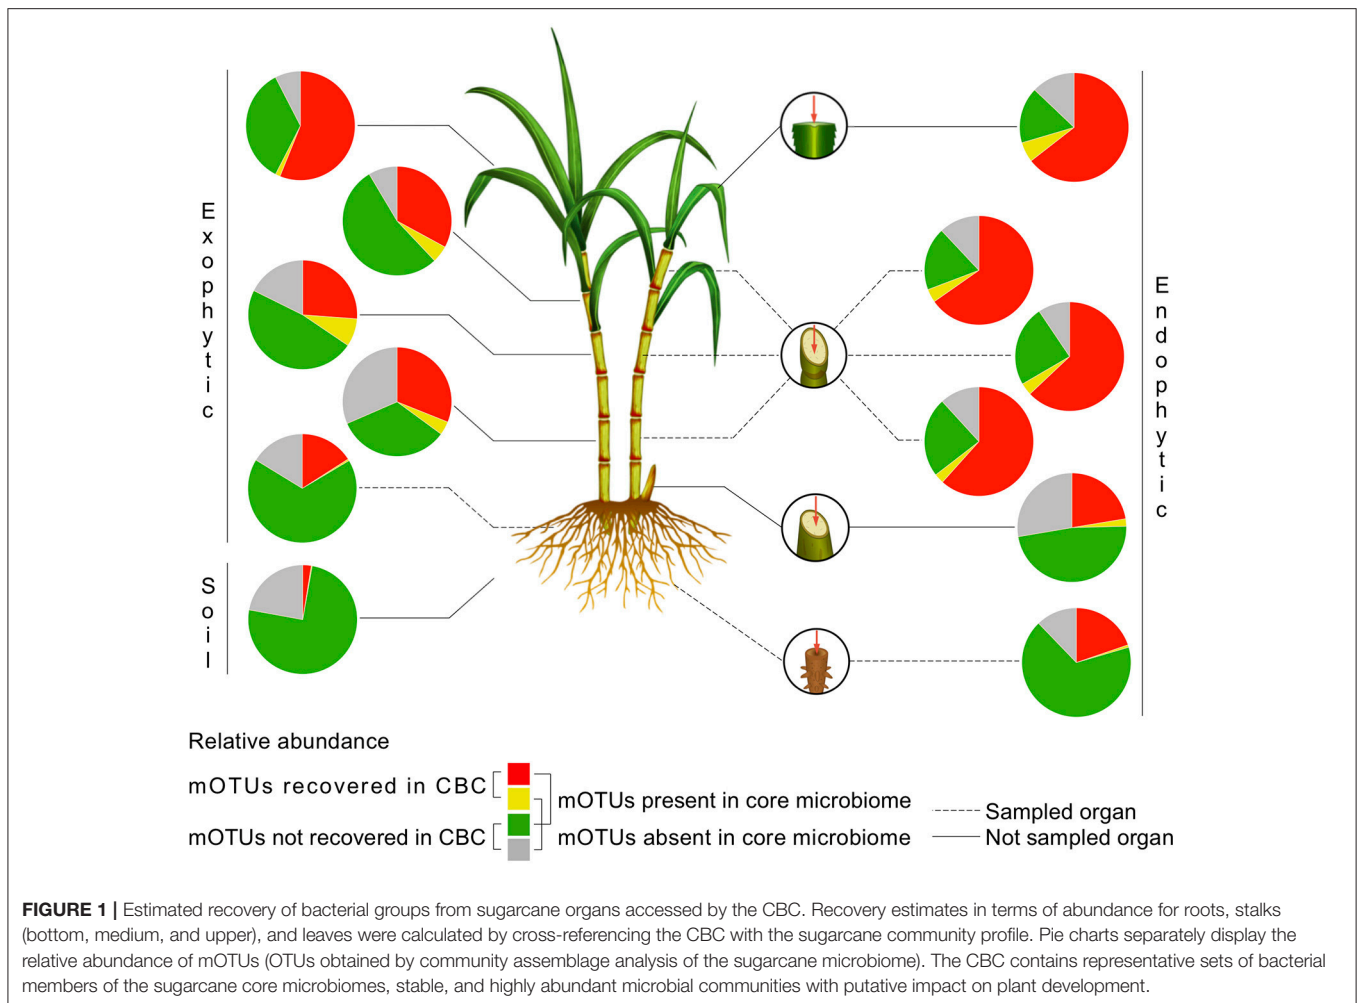 Exophytic
Soil
Endophytic
Relative abundance
mOTUs recovered in CBC
mOTUs not recovered in CBC
mOTUs present in core microbiome
mOTUs absent in core microbiome
Sampled organ
Not sampled organ
FIGURE 1 | Estimated recovery of bacterial groups from sugarcane organs accessed by the CBC. Recovery estimates in terms of abundance for roots, stalks
(bottom, medium, and upper), and leaves were calculated by cross-referencing the CBC with the sugarcane community profile. Pie charts separately display the
relative abundance of mOTUs (OTUs obtained by community assemblage analysis of the sugarcane microbiome). The CBC contains representative sets of bacterial
members of the sugarcane core microbiomes, stable, and highly abundant microbial communities with putative impact on plant development.